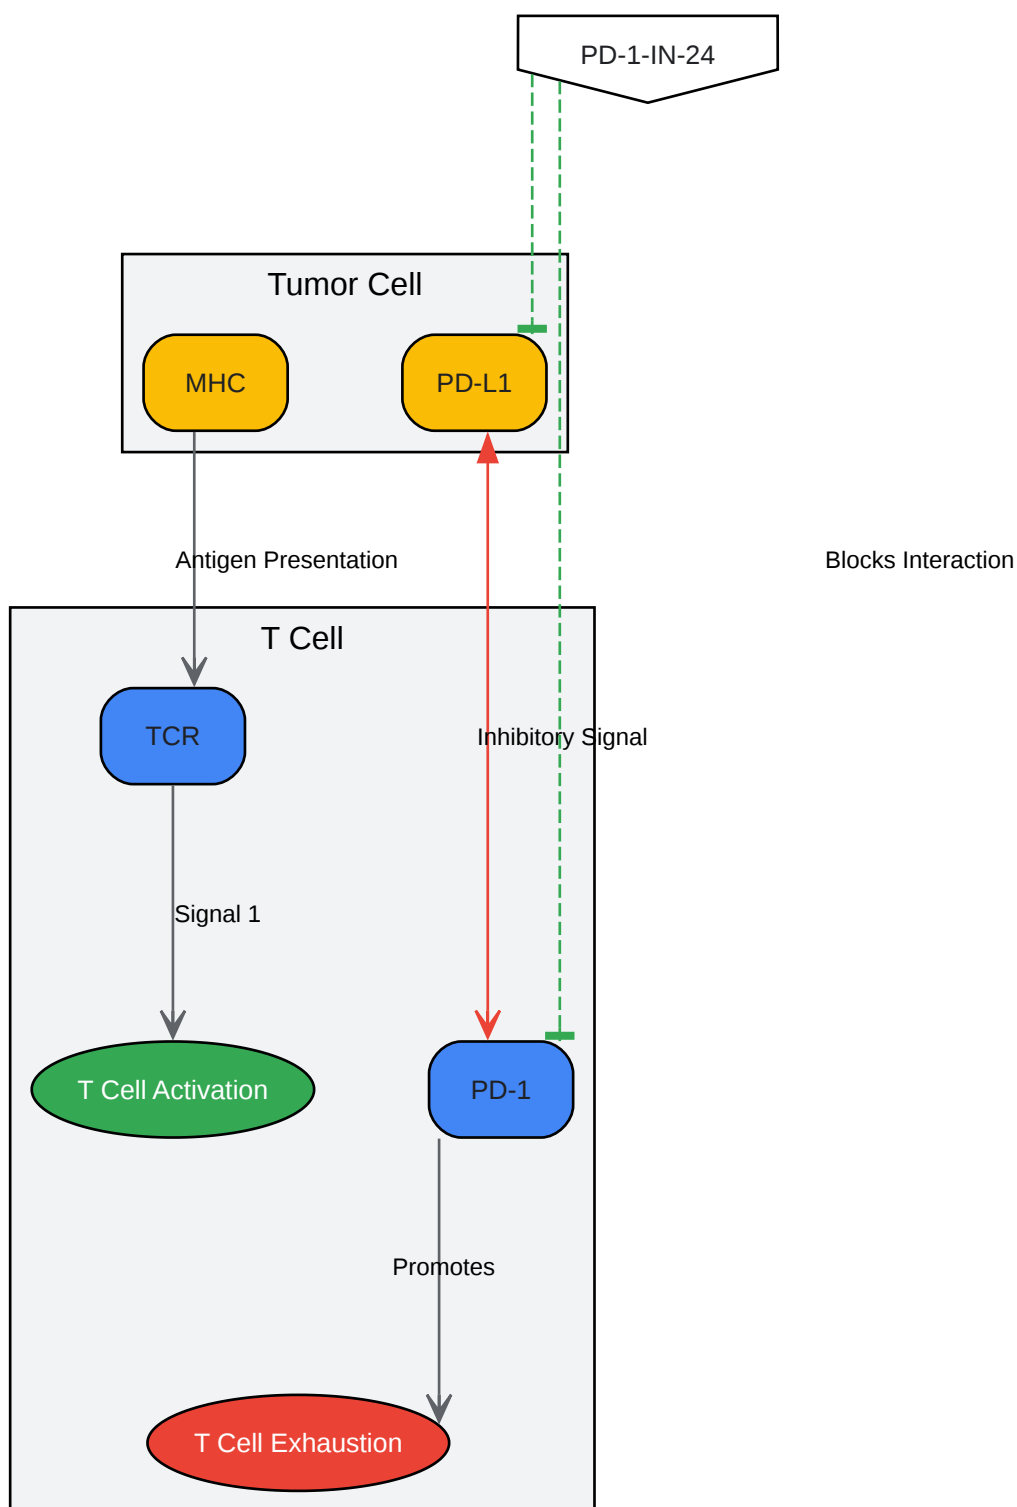 PD-1-IN-24
Tumor Cell
MHC
PD-L1
Antigen Presentation
Blocks Interaction
T Cell
TCR
Inhibitory Signal
Signal 1
T Cell Activation
PD-1
Promotes
T Cell Exhaustion